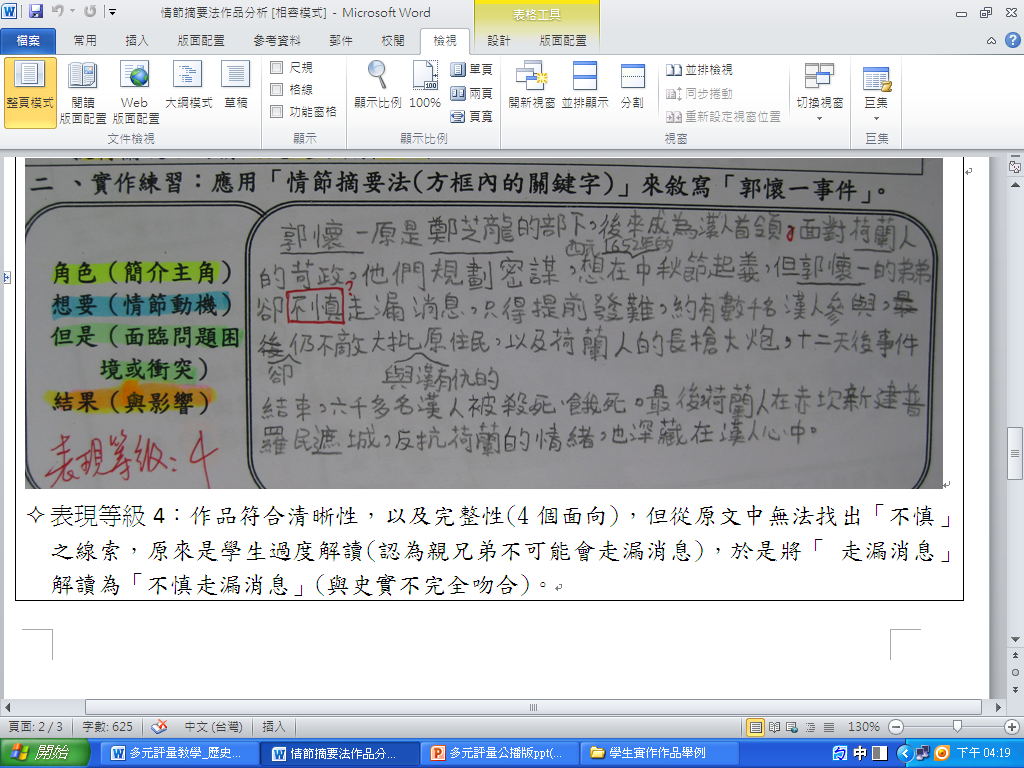 情節摘要法作品分析 [相容模式] - Microsoft Word
表格工具
檔案 常用 插入 版面配置 參考資料 郵件 校閱 檢視 設計 版面配置
整頁模式 閱讀版面配置 Web 版面配置 大綱模式 草稿
尺規
格線
功能窗格
顯示比例 100% 單頁 兩頁 頁寬
開新視窗 並排顯示 分割
並排檢視
同步捲動
重新設定視窗位置
切換視窗 巨集
文件檢視 顯示 顯示比例 視窗 巨集
二、實作練習：應用「情節摘要法(方框內的關鍵字)」來敘寫「郭懷一事件」。
角色（簡介主角）
想要（情節動機）
但是（面臨問題困
境或衝突）
結果（與影響）
表現等級：4
郭懷一原是鄭芝龍的部下，後來成為漢人首領，面對荷蘭人
西元1652年的
的苛政，他們規劃密謀，想在中秋節起義，但郭懷一的弟弟
卻不慎走漏消息，只得提前發難，約有數千名漢人參與，最
後仍不敵大批原住民，以及荷蘭人的長槍大炮，十二天後事件
卻 與漢有仇的
結束，六千多名漢人被殺死、餓死。最後荷蘭人在赤坎新建普
羅民遮城，反抗荷蘭的情緒，也深藏在漢人心中。
✧表現等級 4：作品符合清晰性，以及完整性(4 個面向)，但從原文中無法找出「不慎」
之線索，原來是學生過度解讀(認為親兄弟不可能會走漏消息)，於是將「 走漏消息」
解讀為「不慎走漏消息」(與史實不完全吻合)。
頁面: 2 / 3 字數: 625 中文 (台灣) 插入 130%
開始 多元評量教學_歷史... 情節摘要法作品分... 多元評量公播版ppt(... 學生實作作品舉例 中 下午 04:19